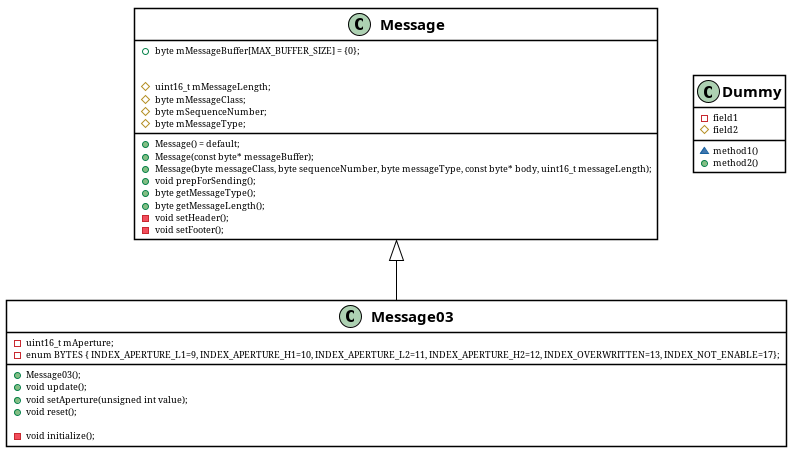 C Message
byte mMessageBuffer[MAX_BUFFER_SIZE] = {0};
uint16_t mMessageLength;
byte mMessageClass;
byte mSequenceNumber;
byte mMessageType;
Message() = default;
Message(const byte* messageBuffer);
Message(byte messageClass, byte sequenceNumber, byte messageType, const byte* body, uint16_t messageLength);
void prepForSending();
byte getMessageType();
byte getMessageLength();
void setHeader();
void setFooter();
C Dummy
field1
field2
method1()
method2()
C Message03
uint16_t mAperture;
enum BYTES { INDEX_APERTURE_L1=9, INDEX_APERTURE_H1=10, INDEX_APERTURE_L2=11, INDEX_APERTURE_H2=12, INDEX_OVERWRITTEN=13, INDEX_NOT_ENABLE=17};
Message03();
void update();
void setAperture(unsigned int value);
void reset();
void initialize();